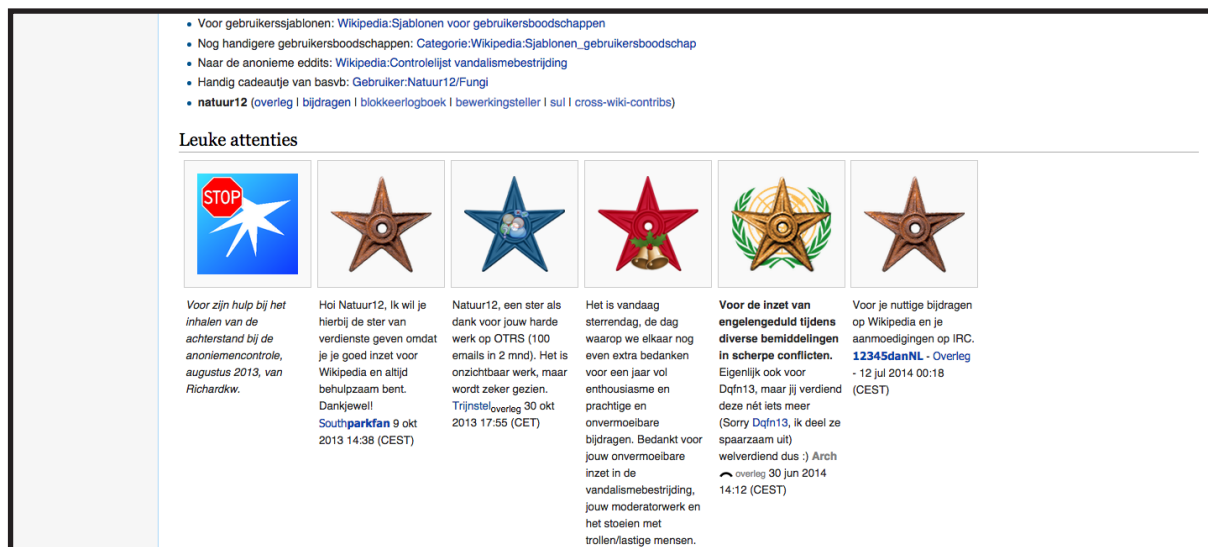 Voor gebruikerssjablonen: Wikipedia:Sjablonen voor gebruikersboodschappen
Nog handigere gebruikersboodschappen: Categorie:Wikipedia:Sjablonen_gebruikersboodschap
Naar de anonieme eddits: Wikipedia:Controlelijst vandalismebestrijding
Handig cadeautje van basvb: Gebruiker:Natuur12/Fungi
natuur12 (overleg | bijdragen | blokkeerlogboek | bewerkingsteller | sul | cross-wiki-contribs)
Leuke attenties
STOP
Voor zijn hulp bij het
inhalen van de
achterstand bij de
anoniemencontrole,
augustus 2013, van
Richardkw.
Hoi Natuur12, Ik wil je
hierbij de ster van
verdienste geven omdat
je je goed inzet voor
Wikipedia en altijd
behulpzaam bent.
Dankjewel!
Southparkfan 9 okt
2013 14:38 (CEST)
Natuur12, een ster als
dank voor jouw harde
werk op OTRS (100
emails in 2 mnd). Het is
onzichtbaar werk, maar
wordt zeker gezien.
Trijnstel overleg 30 okt
2013 17:55 (CET)
Het is vandaag
sterrendag, de dag
waarop we elkaar nog
even extra bedanken
voor een jaar vol
enthousiasme en
prachtige en
onvermoeibare
bijdragen. Bedankt voor
jouw onvermoeibare
inzet in de
vandalismebestrijding,
jouw moderatorwerk en
het stoeien met
trollen/lastige mensen.
Voor de inzet van
engelengeduld tijdens
diverse bemiddelingen
in scherpe conflicten.
Eigenlijk ook voor
Dqfn13, maar jij verdiend
deze nét iets meer
(Sorry Dqfn13, ik deel ze
spaarzaam uit)
welverdiend dus :) Arch
overleg 30 jun 2014
14:12 (CEST)
Voor je nuttige bijdragen
op Wikipedia en je
aanmoedigingen op IRC.
12345danNL - Overleg
- 12 jul 2014 00:18
(CEST)